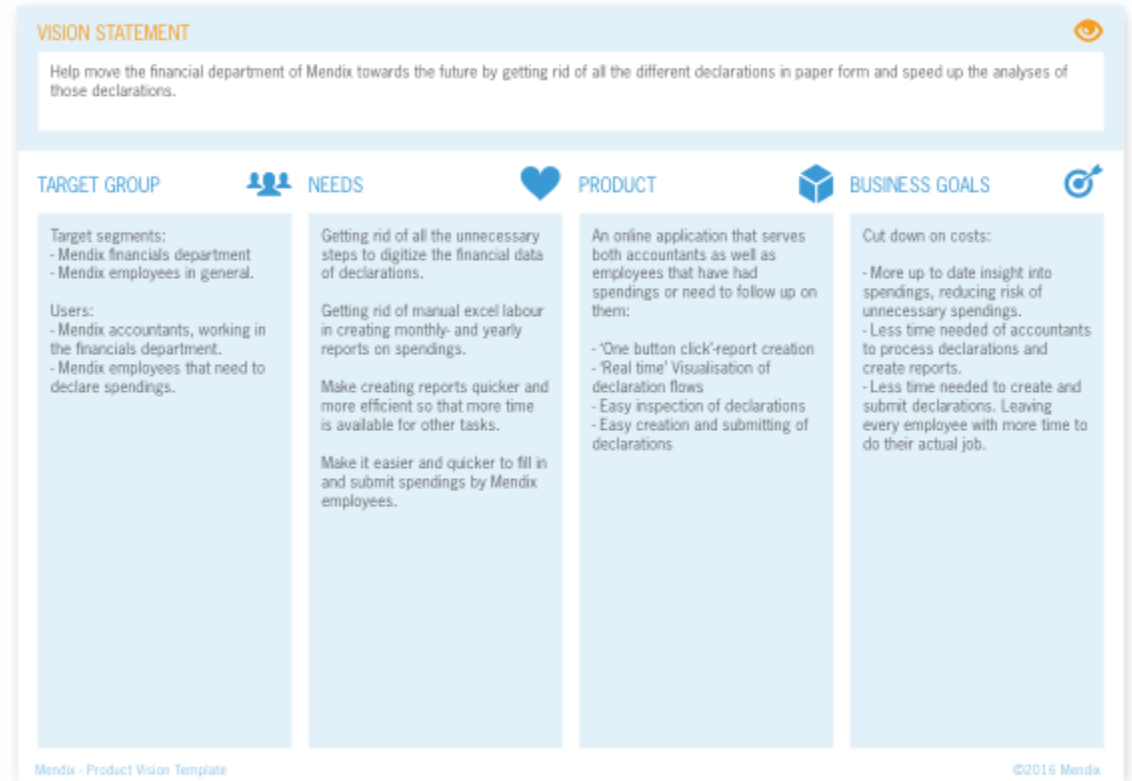 VISION STATEMENT
Help move the financial department of Mendix towards the future by getting rid of all the different declarations in paper form and speed up the analyses of
those declarations.
TARGET GROUP
Target segments:
- Mendix financials department
- Mendix employees in general.
Users:
- Mendix accountants, working in
the financials department.
- Mendix employees that need to
declare spendings.
NEEDS
Getting rid of all the unnecessary
steps to digitize the financial data
of declarations.
Getting rid of manual excel labour
in creating monthly- and yearly
reports on spendings.
Make creating reports quicker and
more efficient so that more time
is available for other tasks.
Make it easier and quicker to fill in
and submit spendings by Mendix
employees.
PRODUCT
An online application that serves
both accountants as well as
employees that have had
spendings or need to follow up on
them:
- 'One button click'-report creation
- 'Real time' Visualisation of
declaration flows
- Easy inspection of declarations
- Easy creation and submitting of
declarations
BUSINESS GOALS
Cut down on costs:
- More up to date insight into
spendings, reducing risk of
unnecessary spendings.
- Less time needed of accountants
to process declarations and
create reports.
- Less time needed to create and
submit declarations. Leaving
every employee with more time to
do their actual job.
Mendix - Product Vision Template
©2016 Mendix